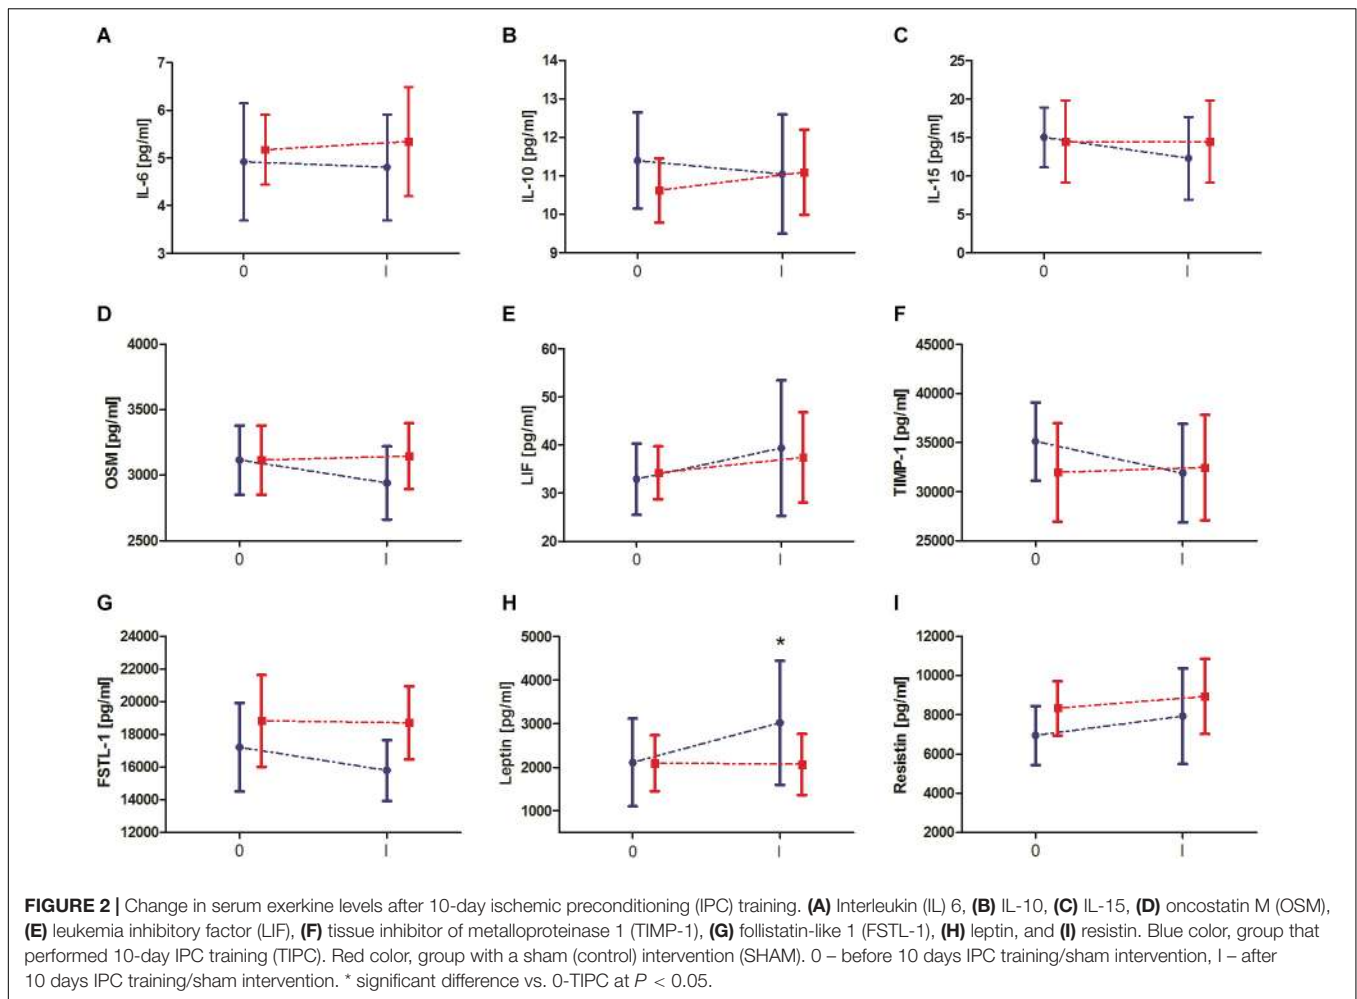 A
IL-6 [pg/ml]
7
6
5
4
3
0
I
B
IL-10 [pg/ml]
14
13
12
11
10
9
0
I
C
IL-15 [pg/ml]
25
20
15
10
5
0
0
I
D
OSM [pg/ml]
4000
3500
3000
2500
0
I
E
LIF [pg/ml]
60
50
40
30
20
0
I
F
TIMP-1 [pg/ml]
45000
40000
35000
30000
25000
0
I
G
FSTL-1 [pg/ml]
24000
22000
20000
18000
16000
14000
12000
0
I
H
Leptin [pg/ml]
5000
4000
3000
2000
1000
*
0
I
I
Resistin [pg/ml]
12000
10000
8000
6000
4000
2000
0
I
FIGURE 2 | Change in serum exerkine levels after 10-day ischemic preconditioning (IPC) training. (A) Interleukin (IL) 6, (B) IL-10, (C) IL-15, (D) oncostatin M (OSM),
(E) leukemia inhibitory factor (LIF), (F) tissue inhibitor of metalloproteinase 1 (TIMP-1), (G) follistatin-like 1 (FSTL-1), (H) leptin, and (I) resistin. Blue color, group that
performed 10-day IPC training (TIPC). Red color, group with a sham (control) intervention (SHAM). 0 – before 10 days IPC training/sham intervention, I – after
10 days IPC training/sham intervention. * significant difference vs. 0-TIPC at P < 0.05.